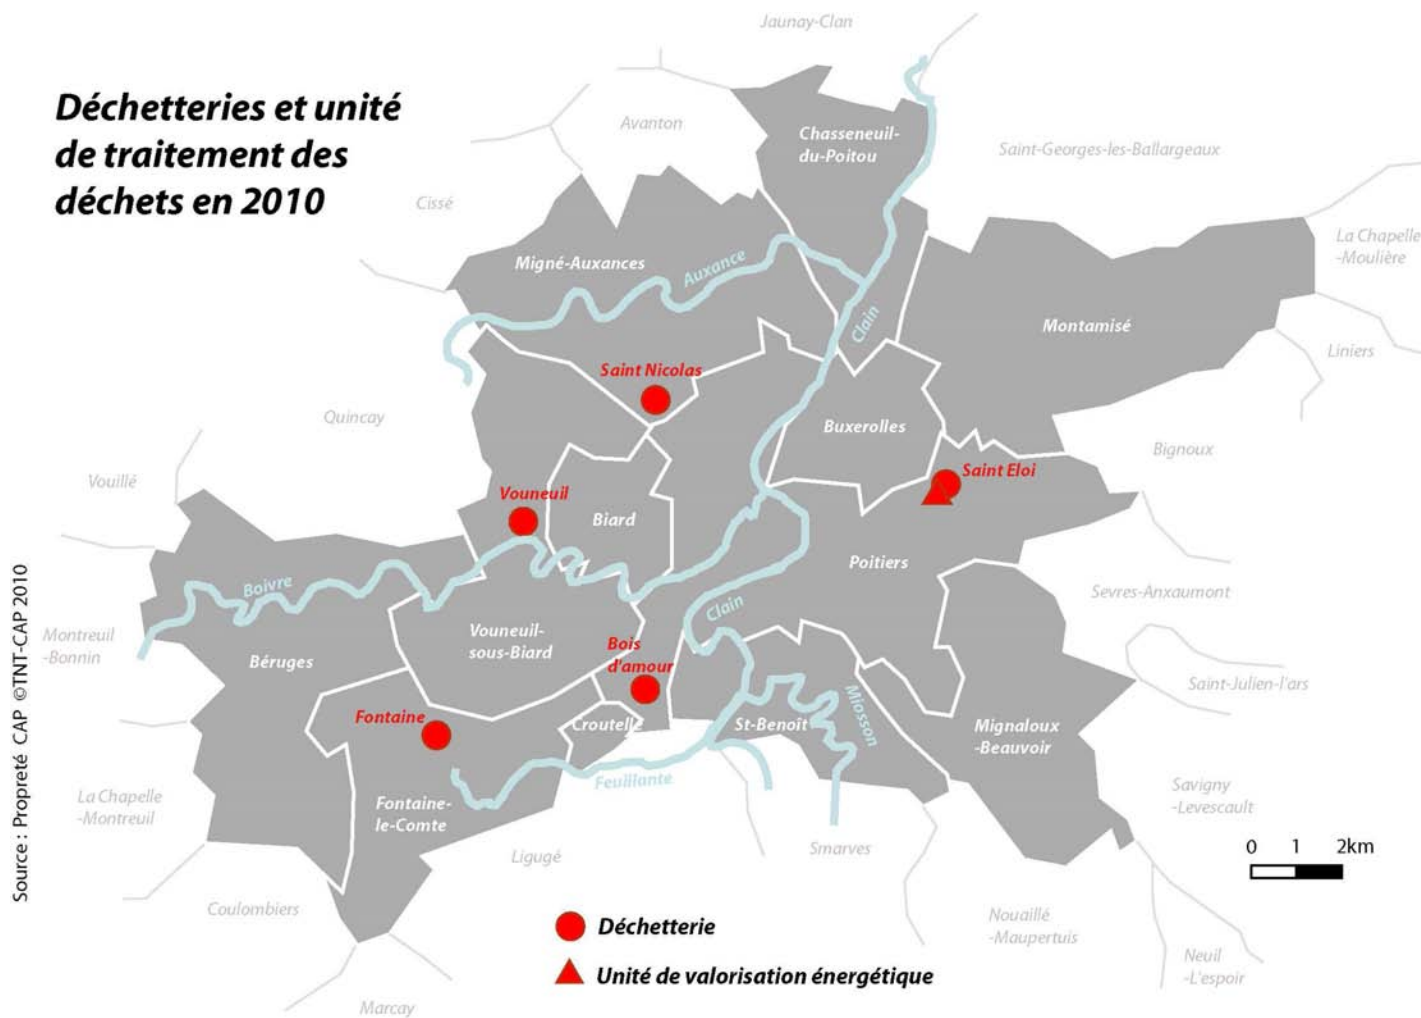 Déchetteries et unité
de traitement des
déchets en 2010
Jaunay-Clan
Avanton
Chasseneuil-
du-Poitou
Saint-Georges-les-Ballargeaux
Cissé
La Chapelle
-Moulière
Migné-Auxances
Auxance
Clain
Montamisé
Liniers
Saint Nicolas
Quincay
Buxerolles
Bignoux
Saint Eloi
Vouillé
Vouneuil
Biard
Poitiers
Boivre
Sevres-Anxaumont
Clain
Montreuil
-Bonnin
Béruges
Vouneuil-
sous-Biard
Bois
d'amour
Saint-Julien-l'ars
Miosson
Fontaine
Croutelle
St-Benoît
Mignaloux
-Beauvoir
Feuillante
La Chapelle
-Montreuil
Fontaine-
le-Comte
Savigny
-Levescault
Ligugé
Smarves
0 1 2km
Coulombiers
Nouaillé
-Maupertuis
Neuil
-L'espoir
Marcay
Déchetterie
Unité de valorisation énergétique
Source : Propreté CAP ©TNT-CAP 2010